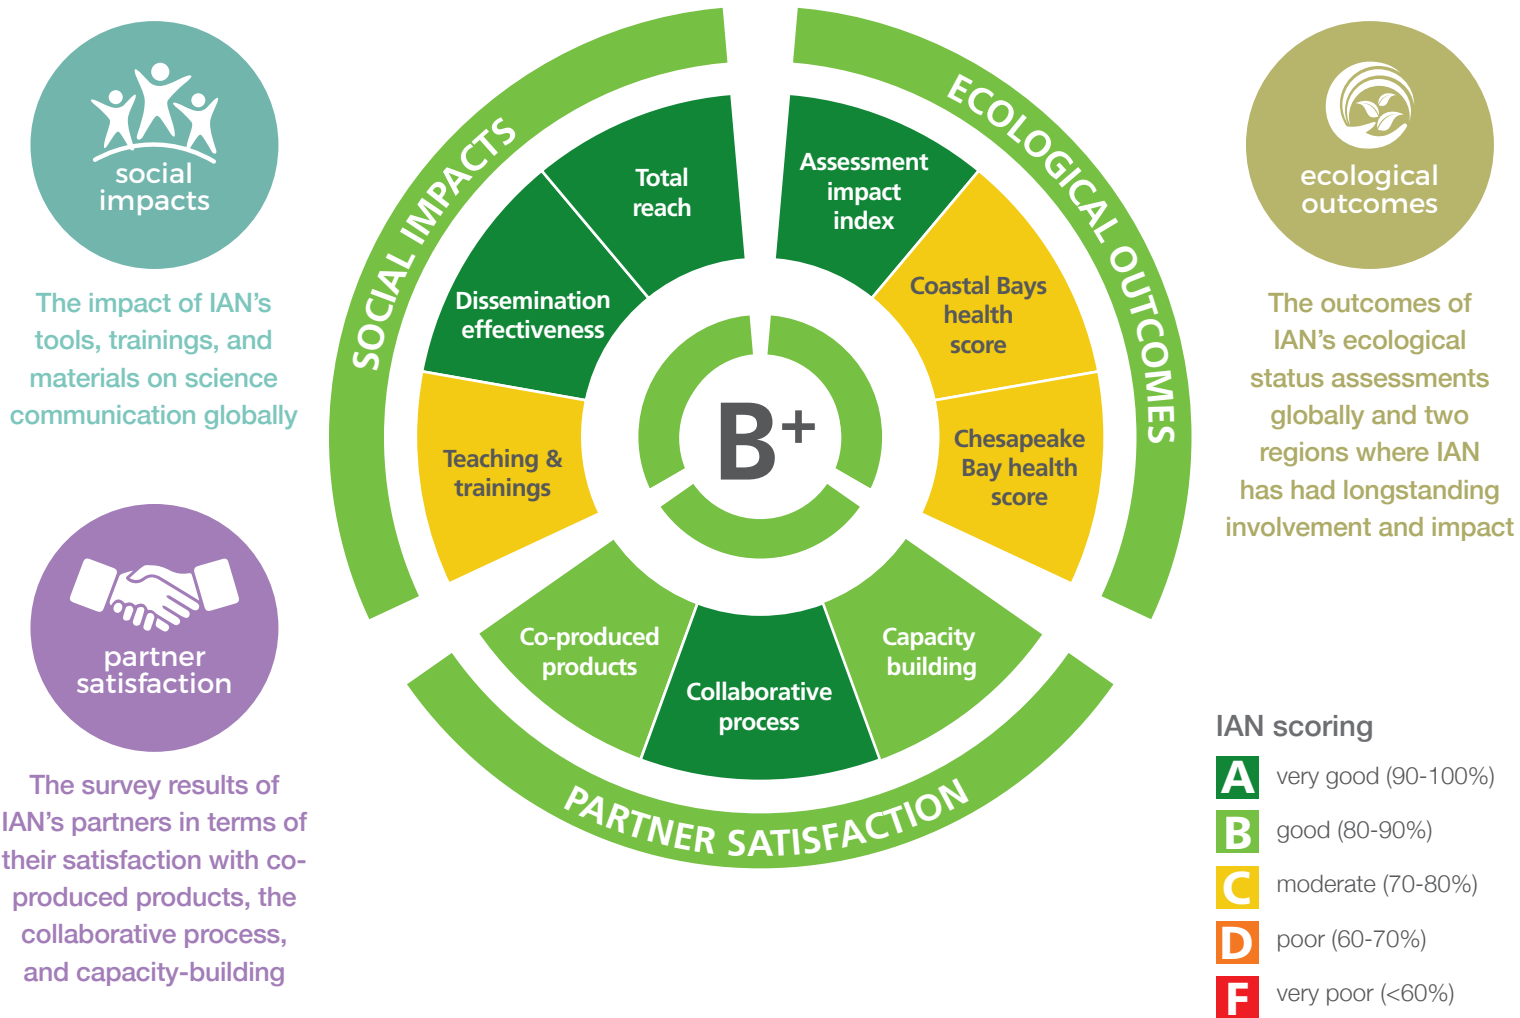 social
impacts
The impact of IAN’s
tools, trainings, and
materials on science
communication globally
partner
satisfaction
The survey results of
IAN’s partners in terms of
their satisfaction with co-
produced products, the
collaborative process,
and capacity-building
SOCIAL IMPACTS
Total
reach
Dissemination
effectiveness
Teaching &
trainings
ECOLOGICAL OUTCOMES
Assessment
impact
index
Coastal Bays
health
score
Chesapeake
Bay health
score
B+
Co-produced
products
Collaborative
process
Capacity
building
PARTNER SATISFACTION
ecological
outcomes
The outcomes of
IAN’s ecological
status assessments
globally and two
regions where IAN
has had longstanding
involvement and impact
IAN scoring
A very good (90-100%)
B good (80-90%)
C moderate (70-80%)
D poor (60-70%)
F very poor (<60%)